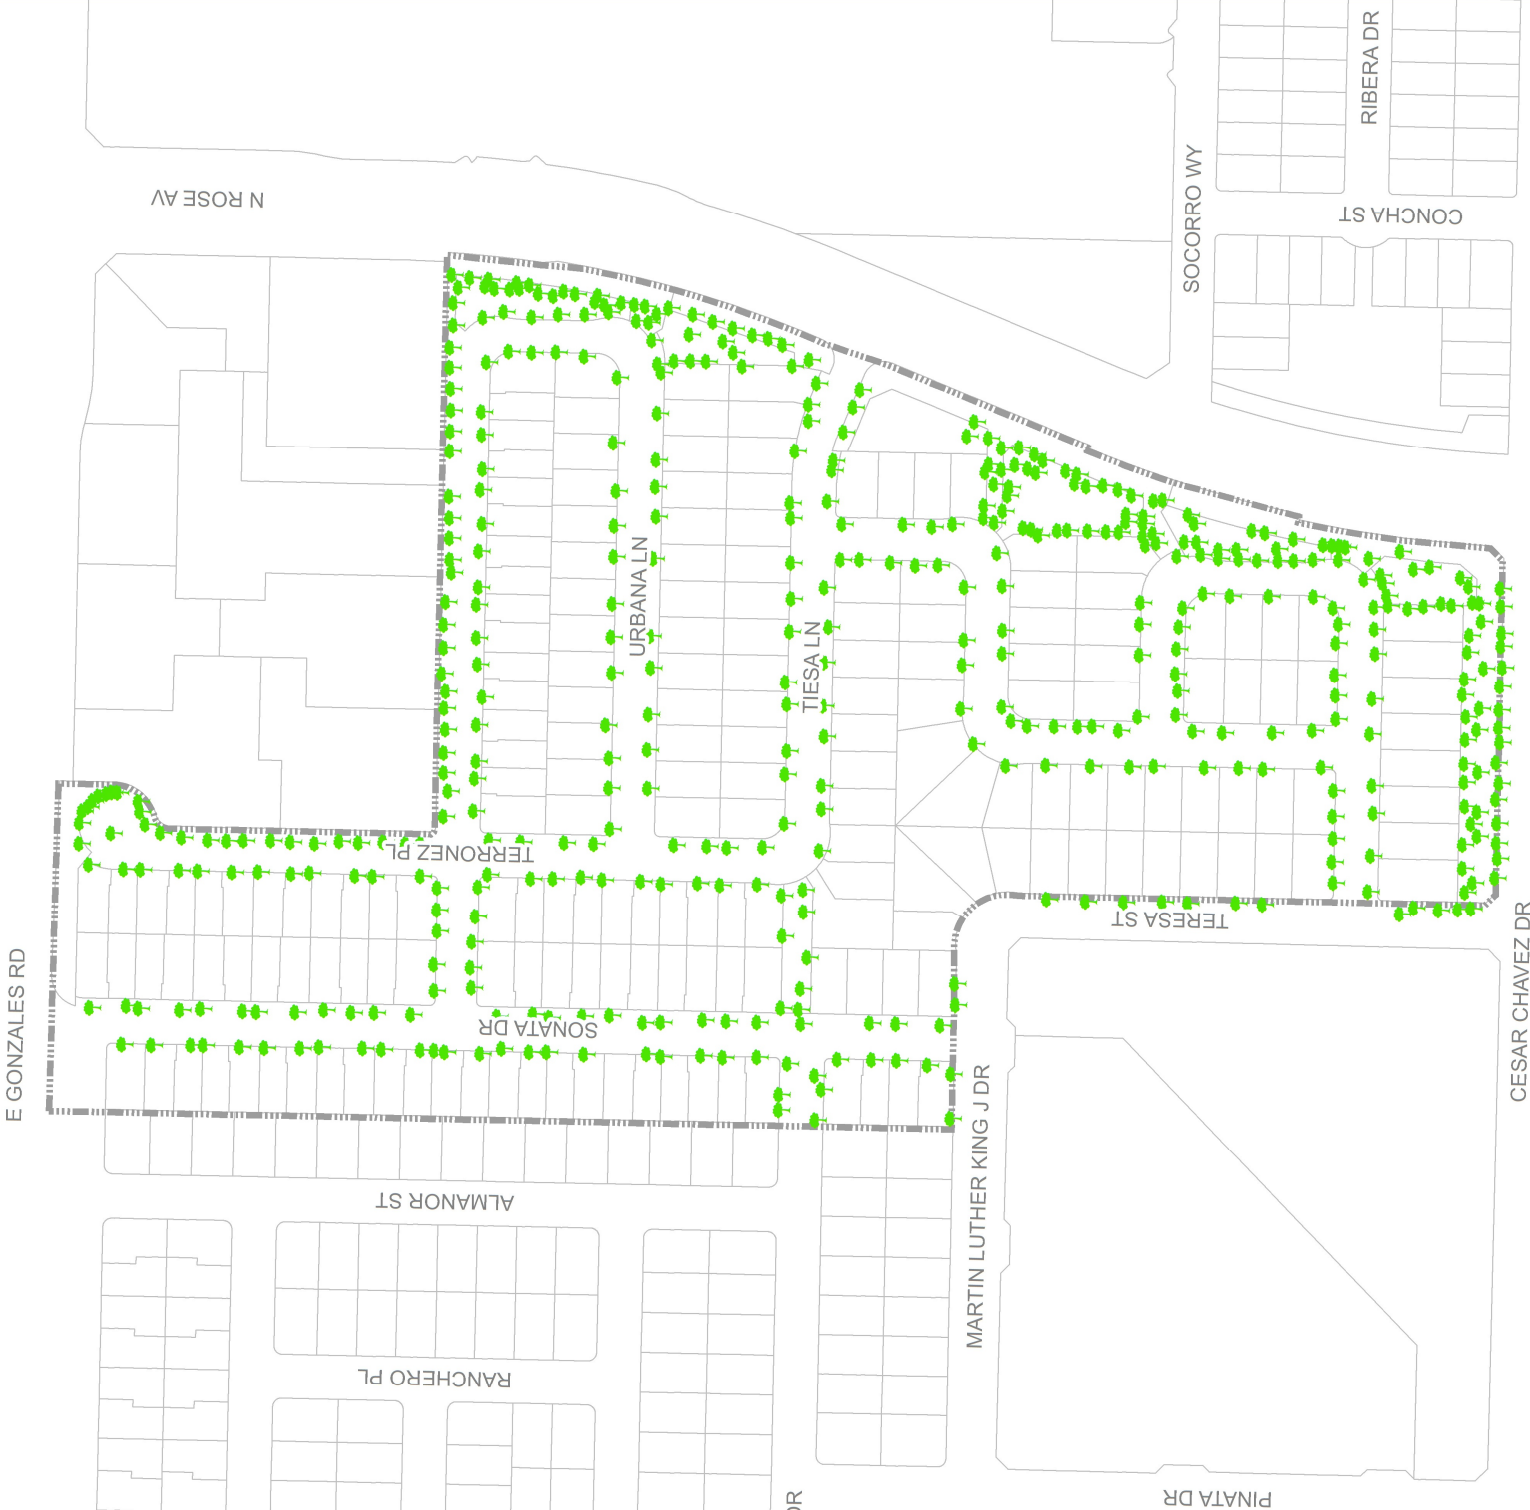 RIBERA DR
SOCORRO WY
N ROSE AV
CONCHA ST
URBANA LN
TIESA LN
TERRONEZ PL
TERESA ST
CESAR CHAVEZ DR
E GONZALES RD
SONATA DR
MARTIN LUTHER KING J DR
ALMANOR ST
RANCHERO PL
DR
PINATA DR